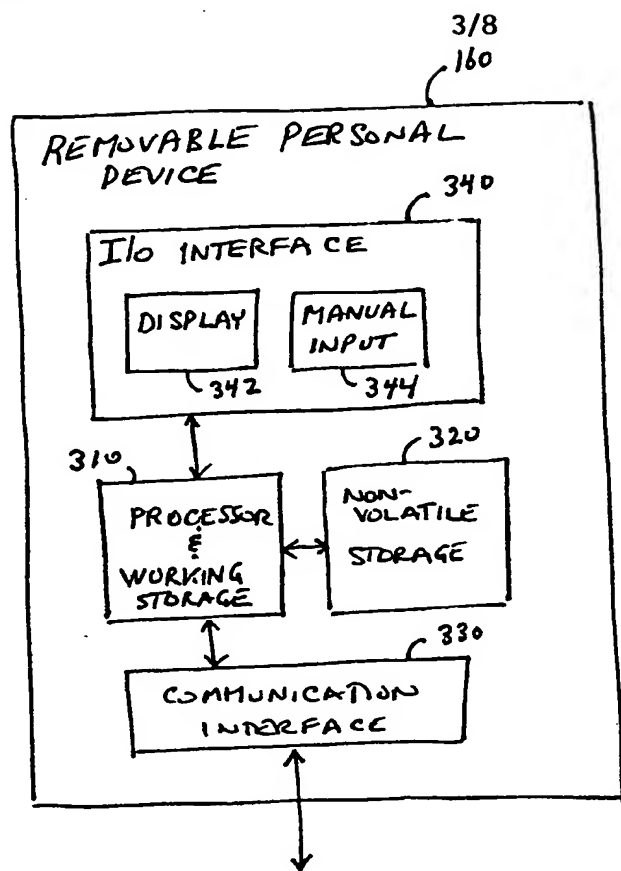 3/8
160
REMOVABLE PERSONAL
DEVICE
340
I/O INTERFACE
DISPLAY
MANUAL
INPUT
342
344
310
320
PROCESSOR
&
WORKING
STORAGE
NON-
VOLATILE
STORAGE
330
COMMUNICATION
INTERFACE